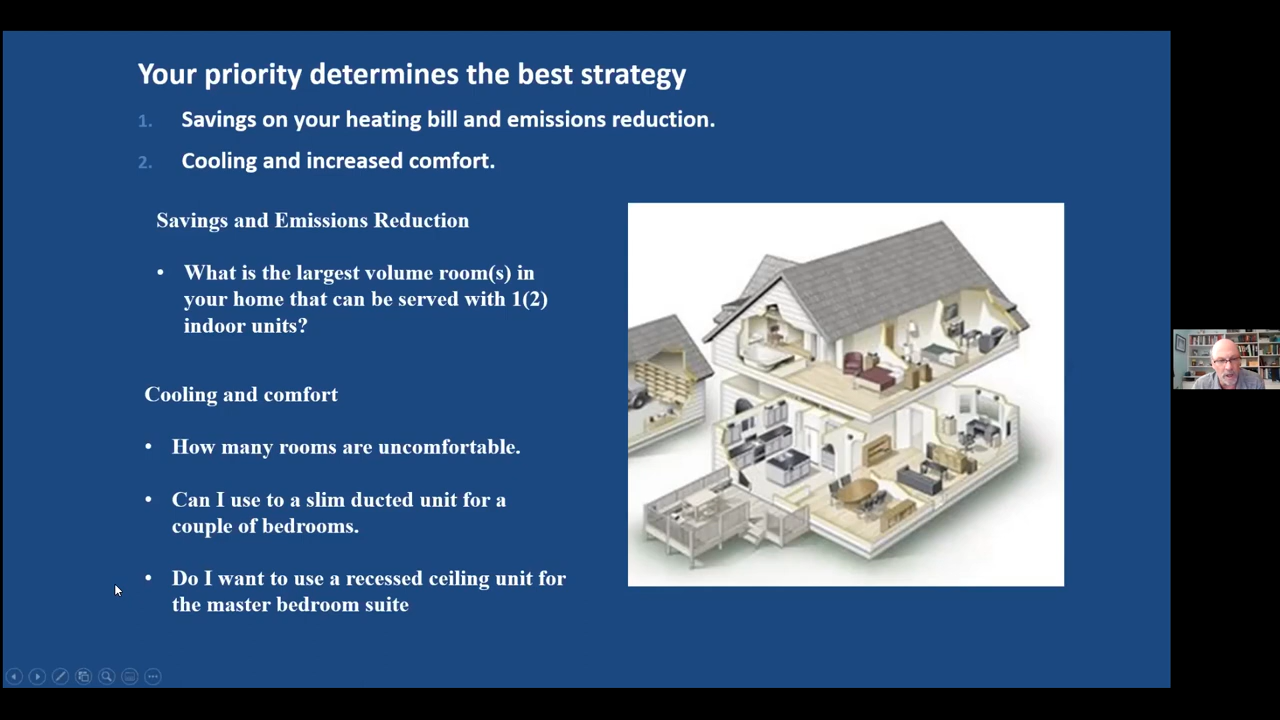 Your priority determines the best strategy
1. Savings on your heating bill and emissions reduction.
2. Cooling and increased comfort.
Savings and Emissions Reduction
• What is the largest volume room(s) in
your home that can be served with 1(2)
indoor units?
Cooling and comfort
• How many rooms are uncomfortable.
• Can I use to a slim ducted unit for a
couple of bedrooms.
• Do I want to use a recessed ceiling unit for
the master bedroom suite